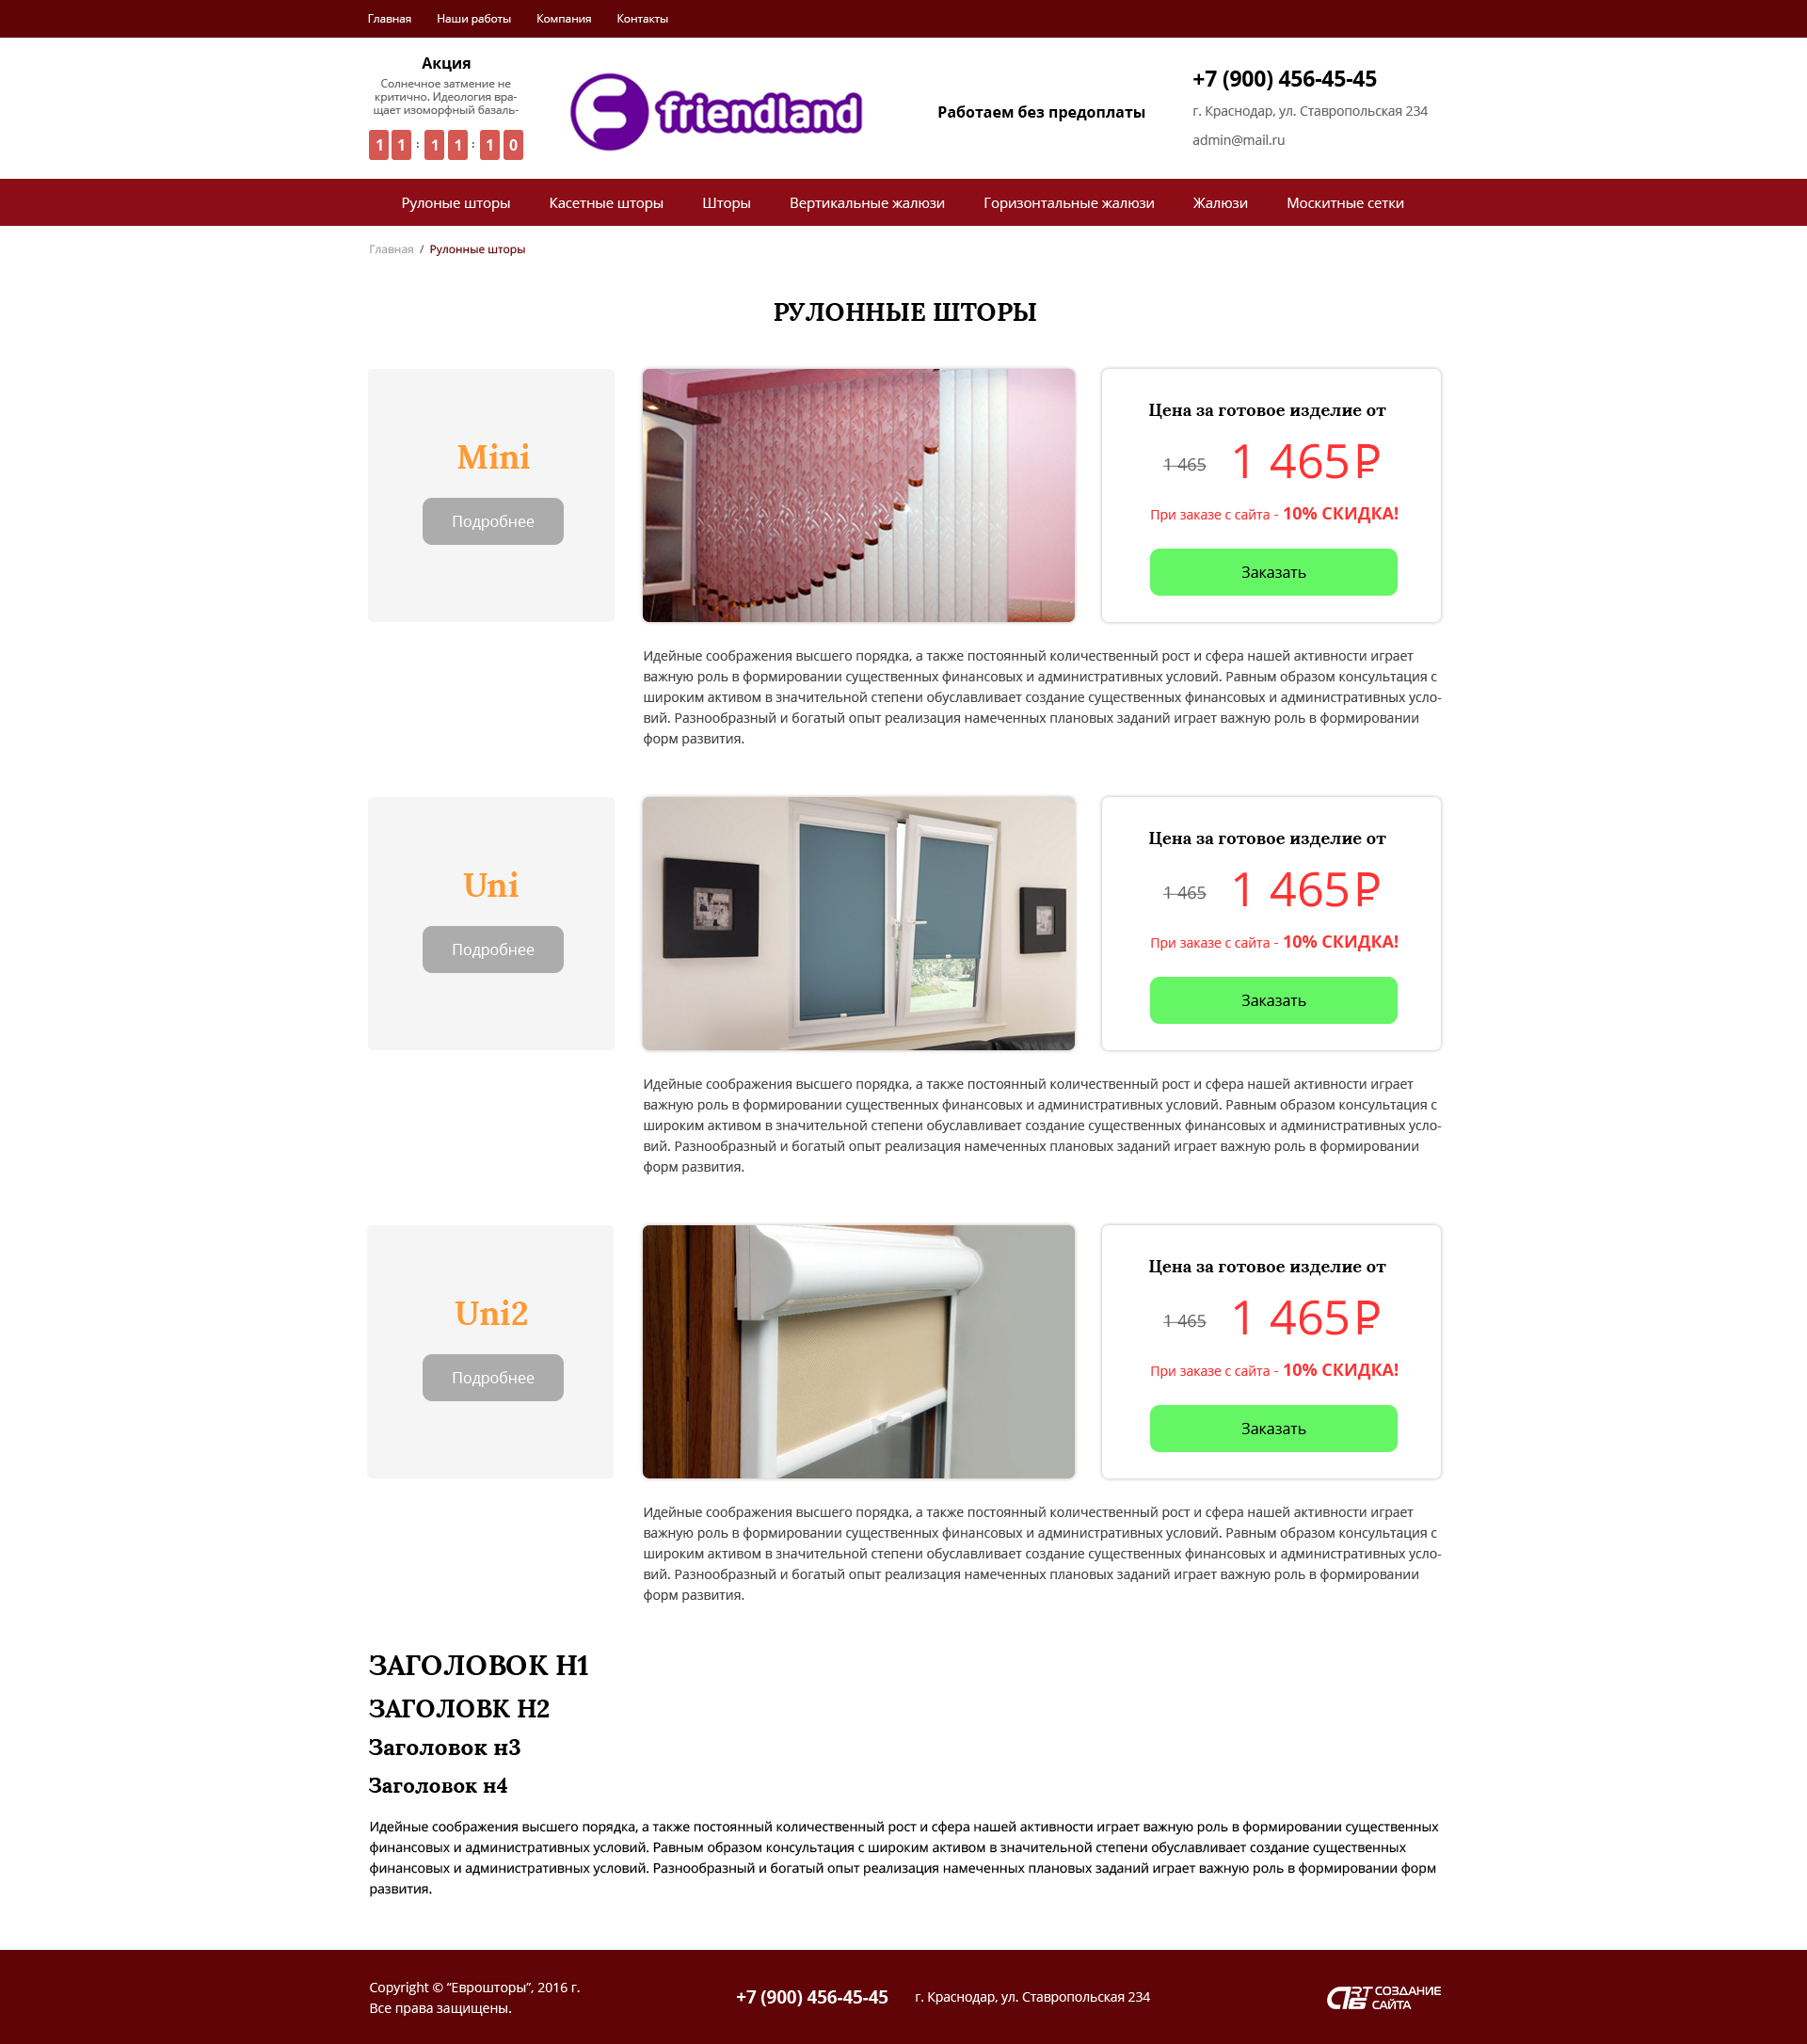 Главная Наши работы Компания Контакты
Акция
Солнечное затмение не
критично. Идеология вра-
щает изоморфный базаль-
1 1 : 1 1 : 1 0
friendland
Работаем без предоплаты
+7 (900) 456-45-45
г. Краснодар, ул. Ставропольская 234
admin@mail.ru
Рулоные шторы Касетные шторы Шторы Вертикальные жалюзи Горизонтальные жалюзи Жалюзи Москитные сетки
Главная / Рулонные шторы
РУЛОННЫЕ ШТОРЫ
Mini
Подробнее
Цена за готовое изделие от
1 465 1 465₽
При заказе с сайта - 10% СКИДКА!
Заказать
Идейные соображения высшего порядка, а также постоянный количественный рост и сфера нашей активности играет
важную роль в формировании существенных финансовых и административных условий. Равным образом консультация с
широким активом в значительной степени обуславливает создание существенных финансовых и административных усло-
вий. Разнообразный и богатый опыт реализация намеченных плановых заданий играет важную роль в формировании
форм развития.
Uni
Подробнее
Цена за готовое изделие от
1 465 1 465₽
При заказе с сайта - 10% СКИДКА!
Заказать
Идейные соображения высшего порядка, а также постоянный количественный рост и сфера нашей активности играет
важную роль в формировании существенных финансовых и административных условий. Равным образом консультация с
широким активом в значительной степени обуславливает создание существенных финансовых и административных усло-
вий. Разнообразный и богатый опыт реализация намеченных плановых заданий играет важную роль в формировании
форм развития.
Uni2
Подробнее
Цена за готовое изделие от
1 465 1 465₽
При заказе с сайта - 10% СКИДКА!
Заказать
Идейные соображения высшего порядка, а также постоянный количественный рост и сфера нашей активности играет
важную роль в формировании существенных финансовых и административных условий. Равным образом консультация с
широким активом в значительной степени обуславливает создание существенных финансовых и административных усло-
вий. Разнообразный и богатый опыт реализация намеченных плановых заданий играет важную роль в формировании
форм развития.
ЗАГОЛОВОК H1
ЗАГОЛОВК H2
Заголовок н3
Заголовок н4
Идейные соображения высшего порядка, а также постоянный количественный рост и сфера нашей активности играет важную роль в формировании существенных
финансовых и административных условий. Равным образом консультация с широким активом в значительной степени обуславливает создание существенных
финансовых и административных условий. Разнообразный и богатый опыт реализация намеченных плановых заданий играет важную роль в формировании форм
развития.
Copyright © “Еврошторы”, 2016 г.
Все права защищены.
+7 (900) 456-45-45
г. Краснодар, ул. Ставропольская 234
СОЗДАНИЕ
САЙТА